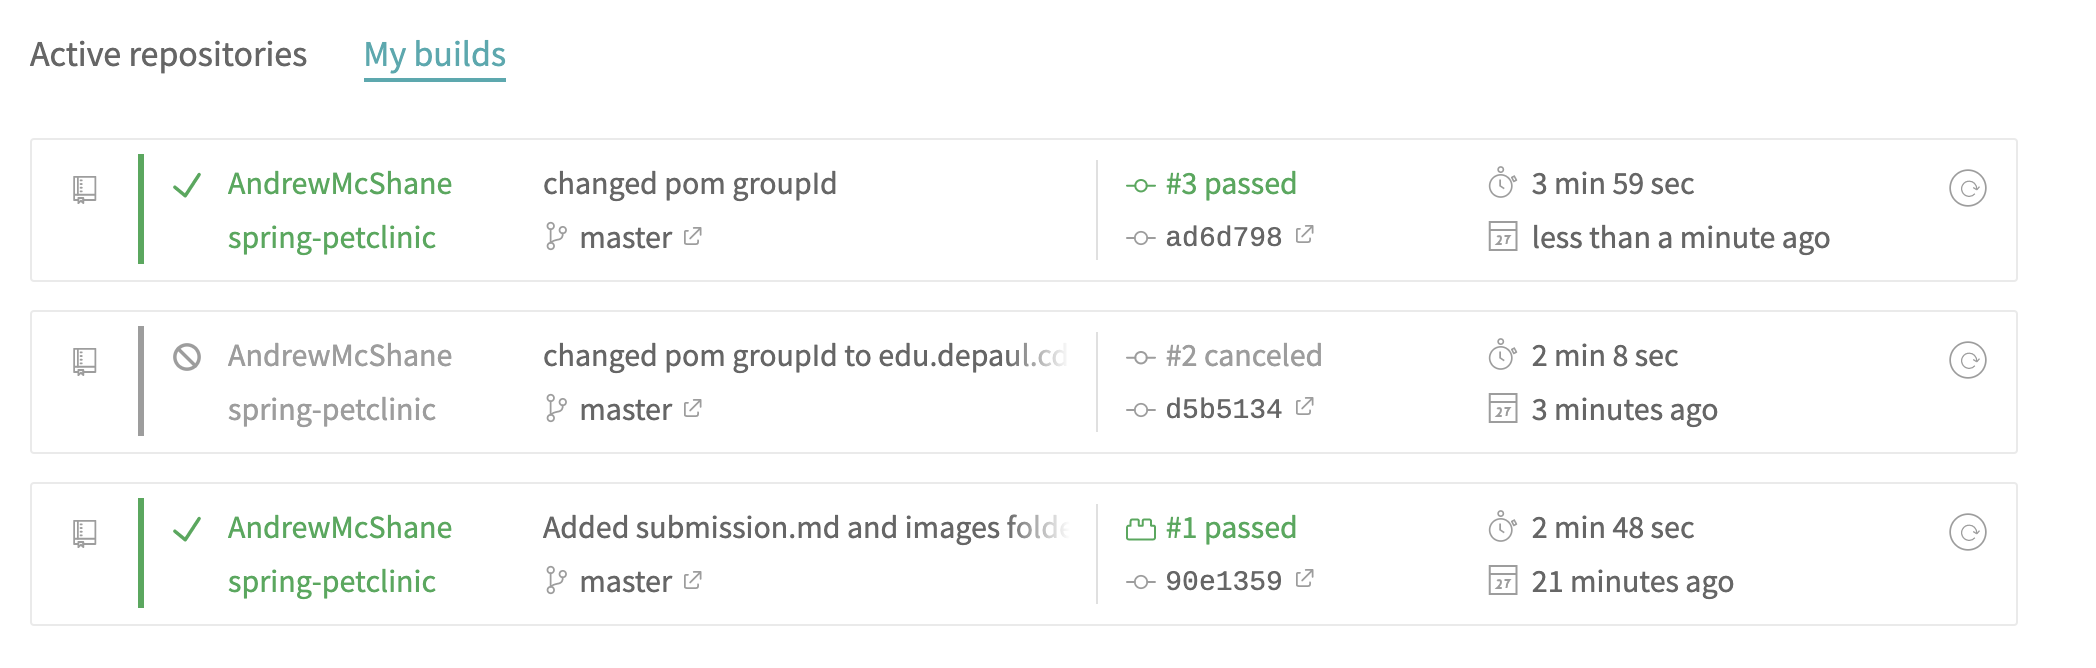 Active repositories My builds
AndrewMcShane changed pom groupId #3 passed 3 min 59 sec
spring-petclinic master ad6d798 27 less than a minute ago
AndrewMcShane changed pom groupId to edu.depaul.cd #2 canceled 2 min 8 sec
spring-petclinic master d5b5134 27 3 minutes ago
AndrewMcShane Added submission.md and images folde #1 passed 2 min 48 sec
spring-petclinic master 90e1359 27 21 minutes ago